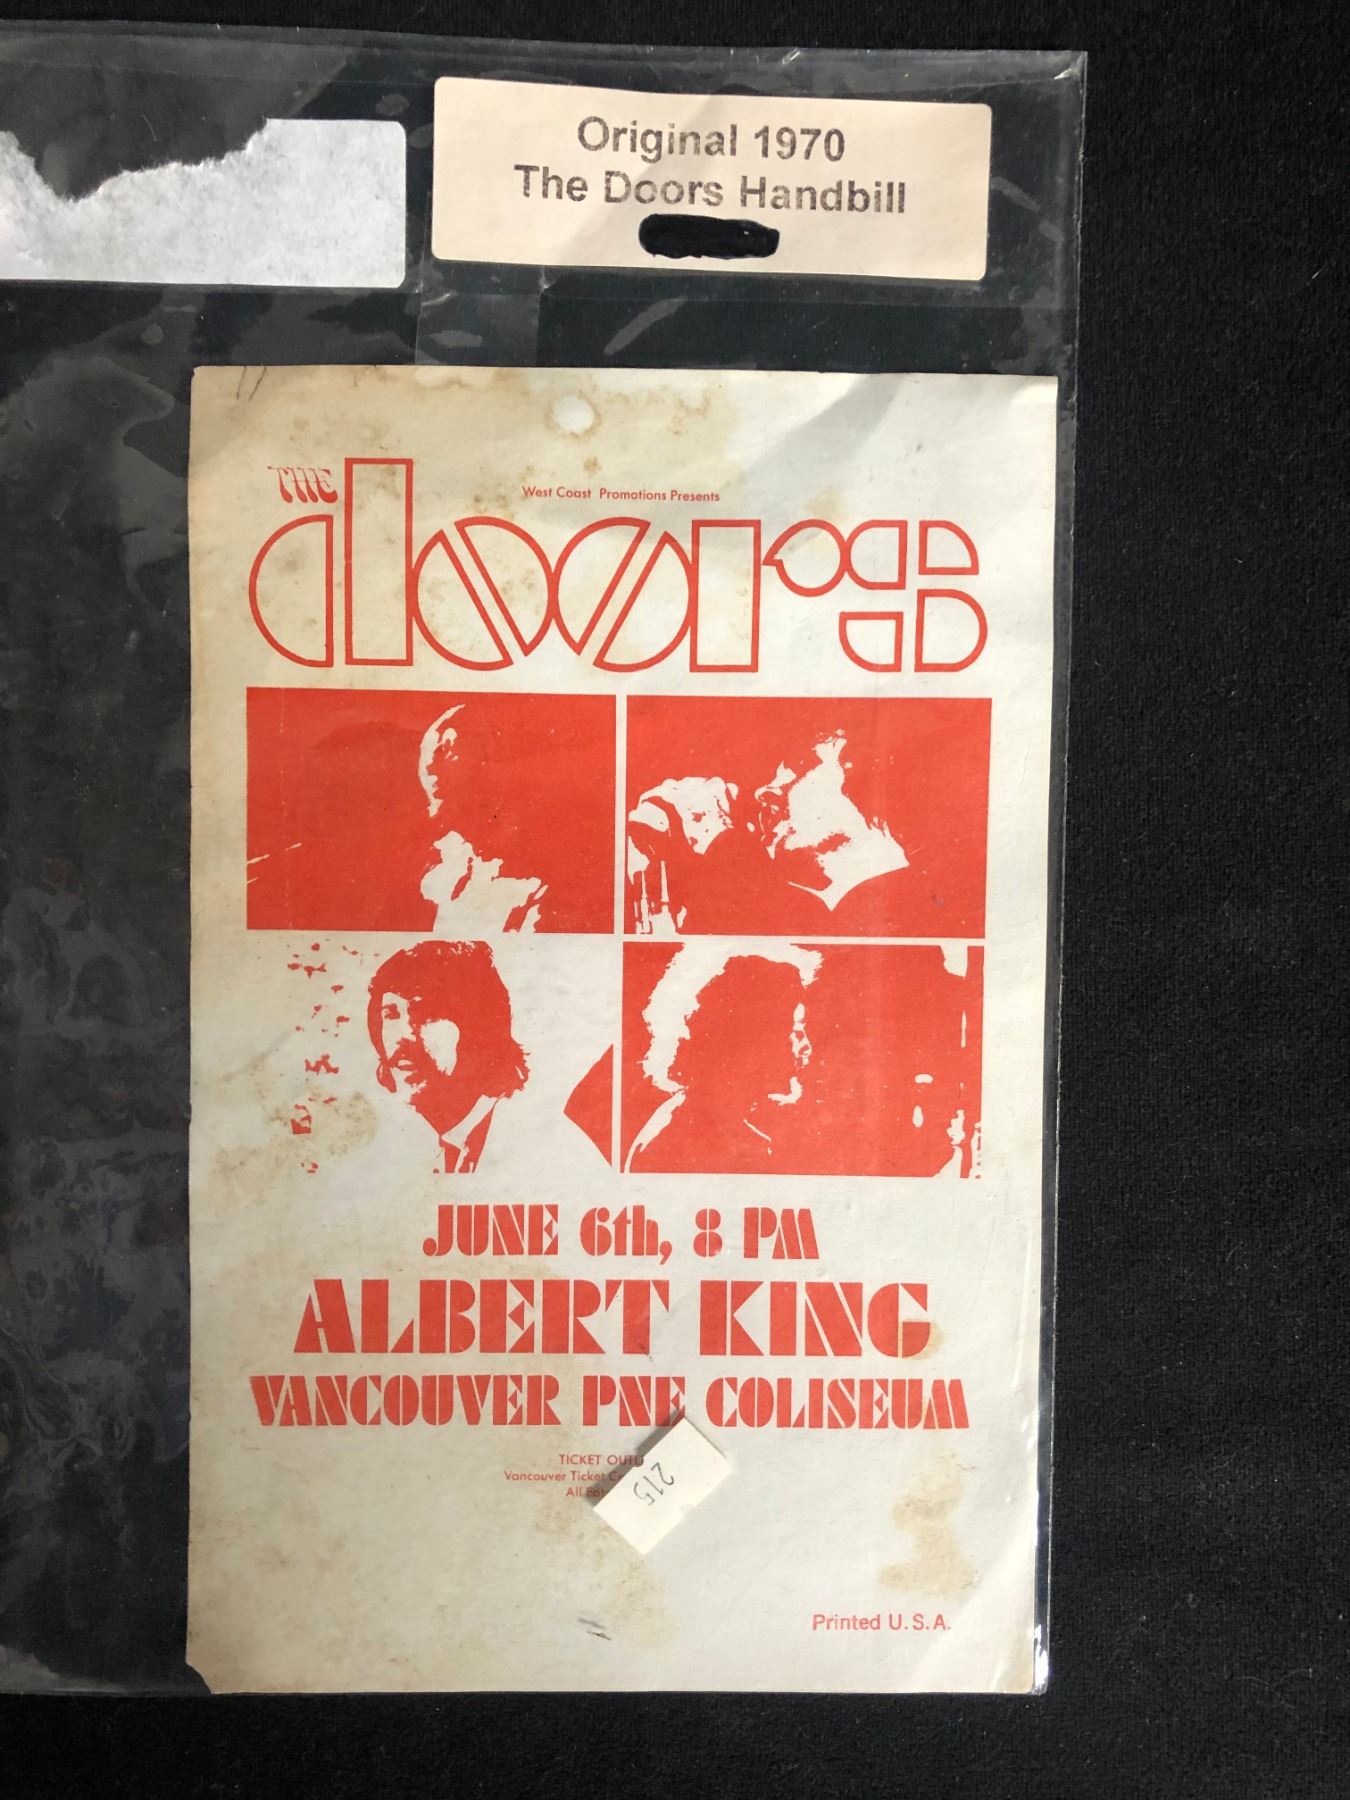 Original 1970
The Doors Handbill
THE
West Coast Promotions Presents
doors
JUNE 6th, 8 PM
ALBERT KING
VANCOUVER PNE COLISEUM
TICKET
Vancouver Ticket
All
215
Printed U.S.A.